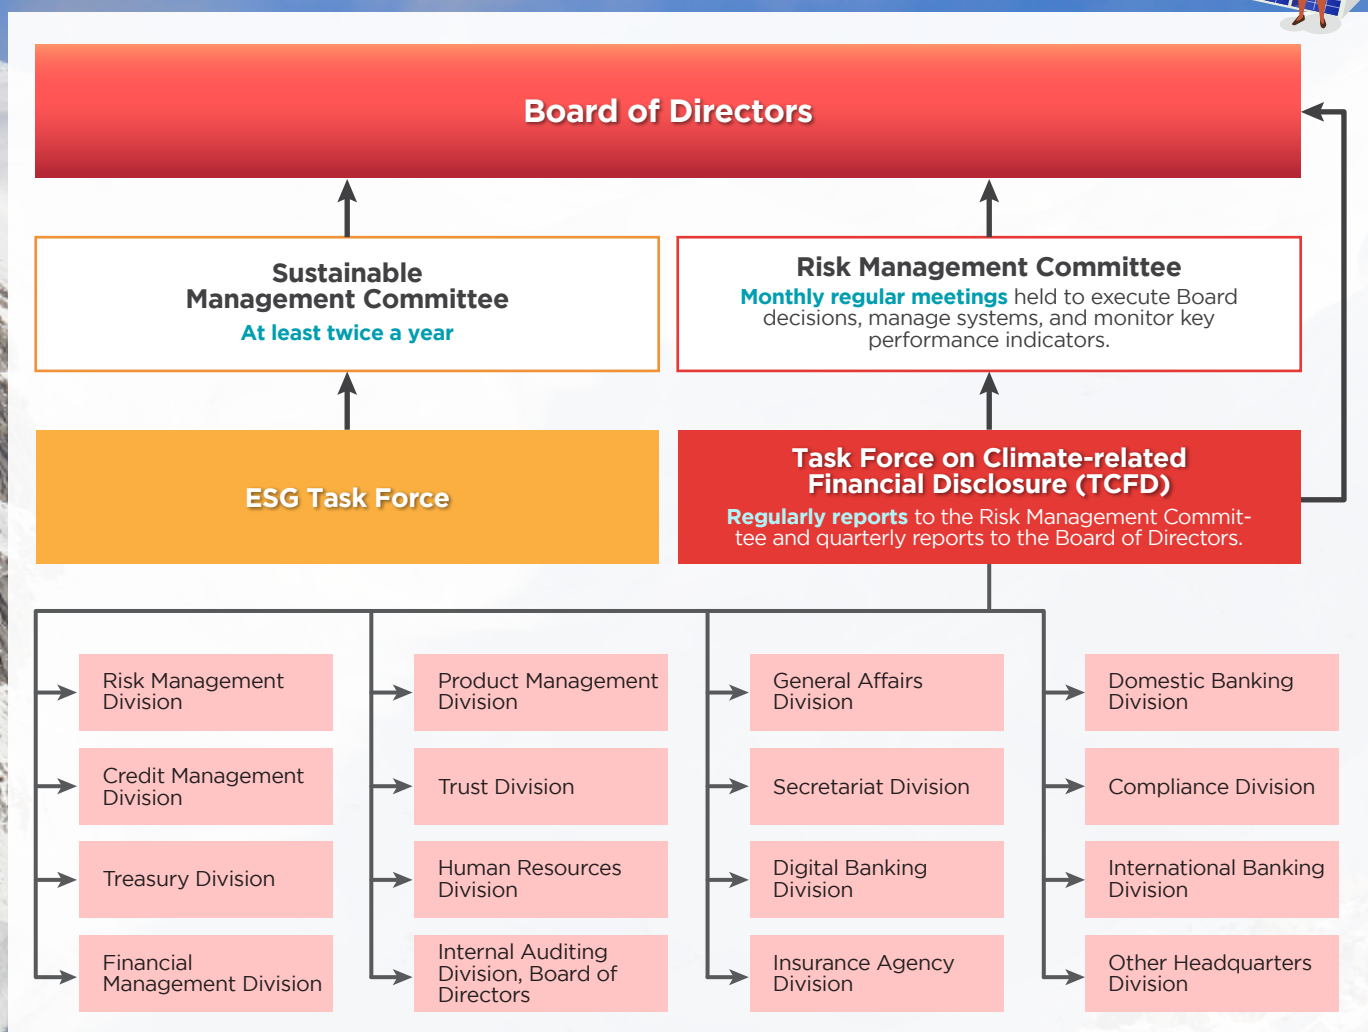 Board of Directors
Sustainable
Management Committee
At least twice a year
Risk Management Committee
Monthly regular meetings held to execute Board
decisions, manage systems, and monitor key
performance indicators.
ESG Task Force
Task Force on Climate-related
Financial Disclosure (TCFD)
Regularly reports to the Risk Management Commit-
tee and quarterly reports to the Board of Directors.
Risk Management
Division
Product Management
Division
General Affairs
Division
Domestic Banking
Division
Credit Management
Division
Trust Division
Secretariat Division
Compliance Division
Treasury Division
Human Resources
Division
Digital Banking
Division
International Banking
Division
Financial
Management Division
Internal Auditing
Division, Board of
Directors
Insurance Agency
Division
Other Headquarters
Division